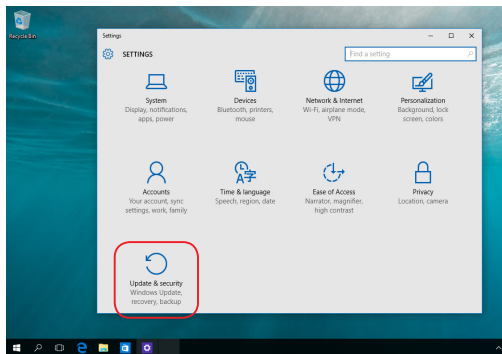 Recycle Bin
Settings
SETTINGS
Find a setting
System
Display, notifications,
apps, power
Devices
Bluetooth, printers,
mouse
Network & Internet
Wi-Fi, airplane mode,
VPN
Personalization
Background, lock
screen, colors
Accounts
Your account, sync
settings, work, family
Time & language
Speech, region, date
Ease of Access
Narrator, magnifier,
high contrast
Privacy
Location, camera
Update & security
Windows Update,
recovery, backup